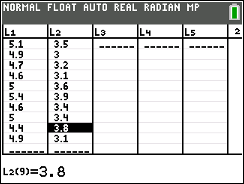 NORMAL FLOAT AUTO REAL RADIAN MP
L1 L2 L3 L4 L5 2
5.1 3.5 ------ ------ ------
4.9 3
4.7 3.2
4.6 3.1
5 3.6
5.4 3.9
4.6 3.4
5 3.4
4.4 3.8
4.9 3.1
------ ------
L2(9)=3.8